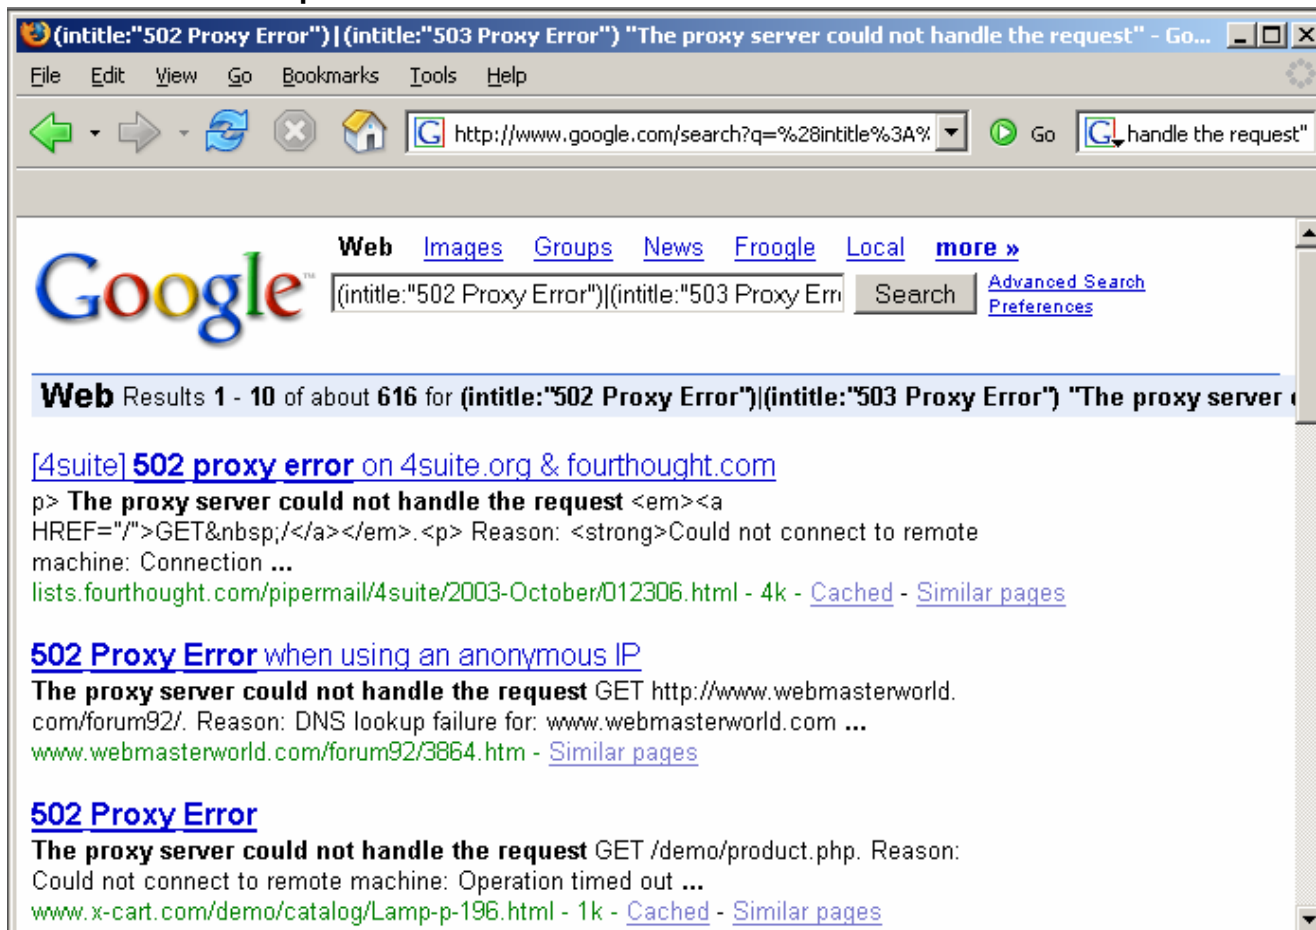 (intitle:"502 Proxy Error")|(intitle:"503 Proxy Error") "The proxy server could not handle the request" - Go...
File Edit View Go Bookmarks Tools Help
http://www.google.com/search?q=%28intitle%3A% Go handle the request"
Web Images Groups News Froogle Local more »
Google™
(intitle:"502 Proxy Error")|(intitle:"503 Proxy Err Search Advanced Search
Preferences
Web Results 1 - 10 of about 616 for (intitle:"502 Proxy Error")|(intitle:"503 Proxy Error") "The proxy server
[4suite] 502 proxy error on 4suite.org & fourthought.com
p> The proxy server could not handle the request <em><a
HREF="/">GET&nbsp;/</a></em>.<p> Reason: <strong>Could not connect to remote
machine: Connection ...
lists.fourthought.com/pipermail/4suite/2003-October/012306.html - 4k - Cached - Similar pages
502 Proxy Error when using an anonymous IP
The proxy server could not handle the request GET http://www.webmasterworld.
com/forum92/. Reason: DNS lookup failure for: www.webmasterworld.com ...
www.webmasterworld.com/forum92/3864.htm - Similar pages
502 Proxy Error
The proxy server could not handle the request GET /demo/product.php. Reason:
Could not connect to remote machine: Operation timed out ...
www.x-cart.com/demo/catalog/Lamp-p-196.html - 1k - Cached - Similar pages